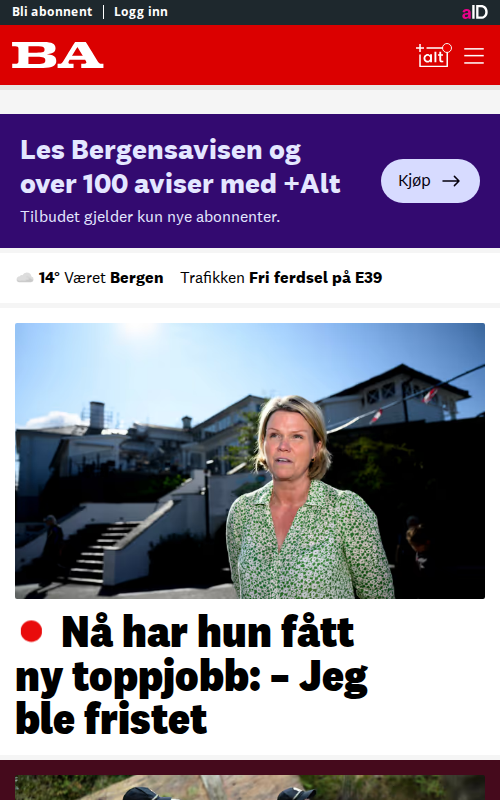 Bli abonnent | Logg inn aID
BA +alt
Les Bergensavisen og
over 100 aviser med +Alt
Tilbudet gjelder kun nye abonnenter.
Kjøp →
14° Været Bergen Trafikken Fri ferdsel på E39
Nå har hun fått
ny toppjobb: – Jeg
ble fristet